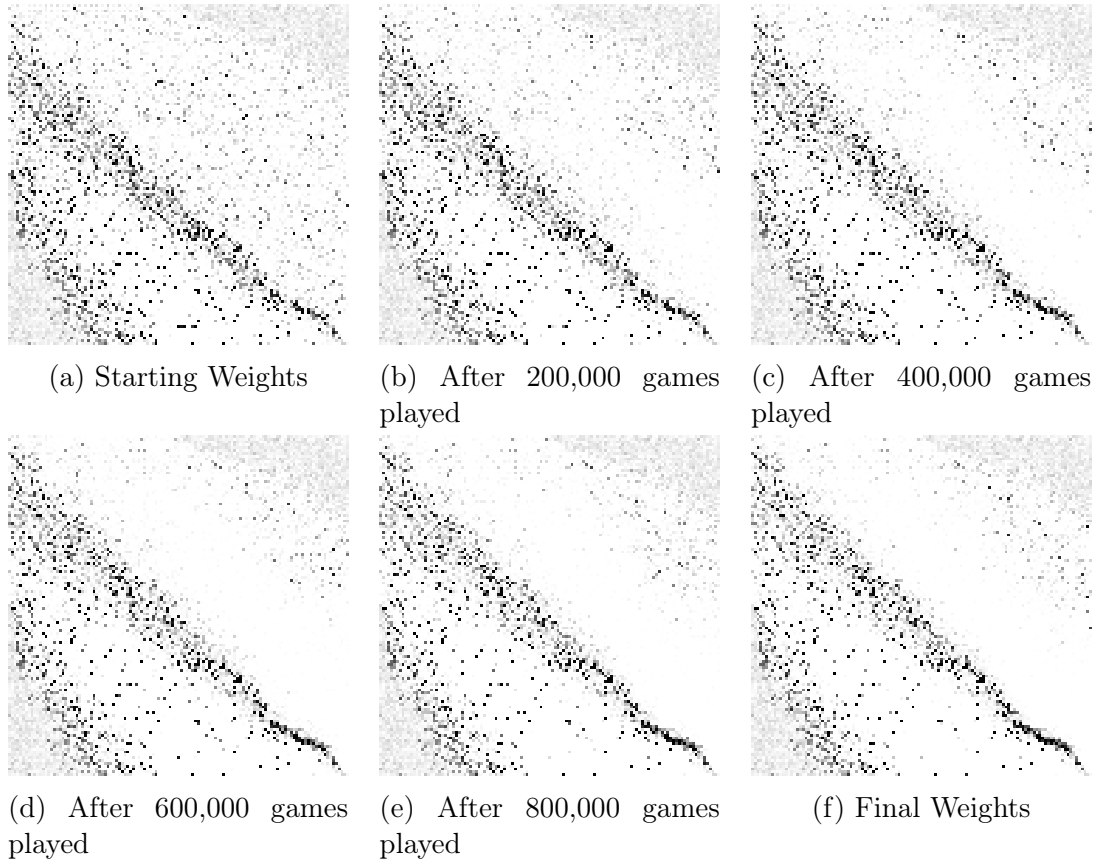 (a) Starting Weights
(b) After 200,000 games
played
(c) After 400,000 games
played
(d) After 600,000 games
played
(e) After 800,000 games
played
(f) Final Weights